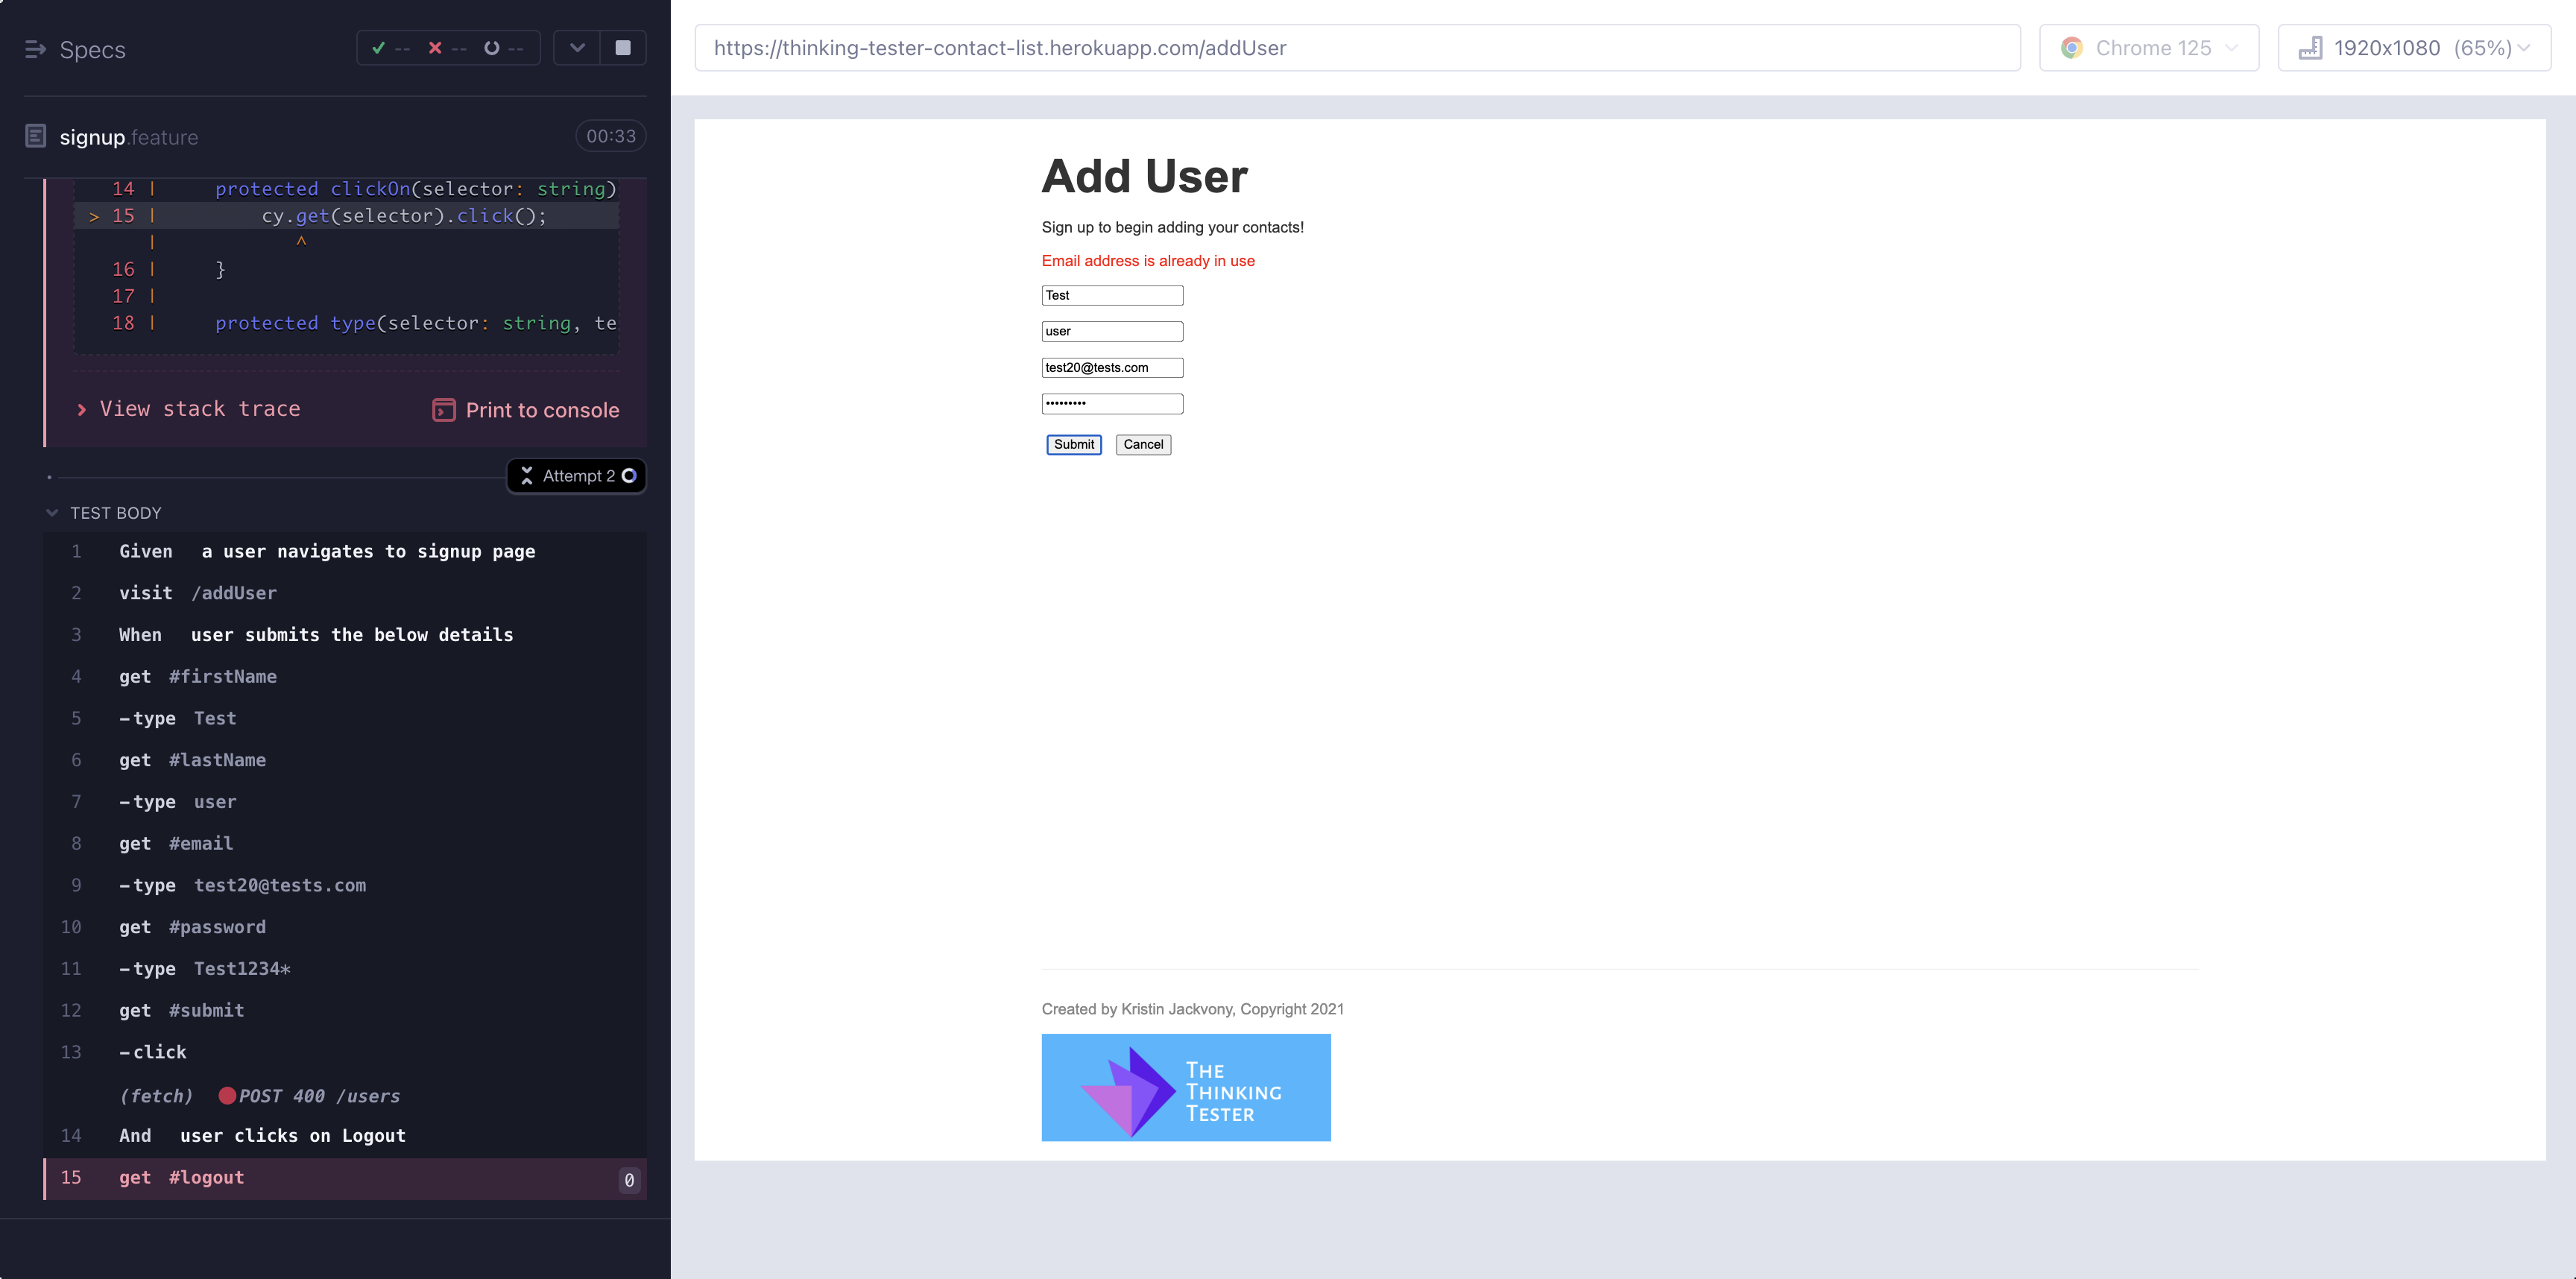 Specs
-- -- --
signup.feature
00:33
14 | protected clickOn(selector: string)
> 15 | cy.get(selector).click();
| ^
16 | }
17 |
18 | protected type(selector: string, te
View stack trace
Print to console
Attempt 2
TEST BODY
1 Given a user navigates to signup page
2 visit /addUser
3 When user submits the below details
4 get #firstName
5 -type Test
6 get #lastName
7 -type user
8 get #email
9 -type test20@tests.com
10 get #password
11 -type Test1234*
12 get #submit
13 -click
(fetch) POST 400 /users
14 And user clicks on Logout
15 get #logout 0
https://thinking-tester-contact-list.herokuapp.com/addUser
Chrome 125
1920x1080 (65%)
Add User
Sign up to begin adding your contacts!
Email address is already in use
Test
user
test20@tests.com
•••••••••
Submit Cancel
Created by Kristin Jackvony, Copyright 2021
THE
THINKING
TESTER